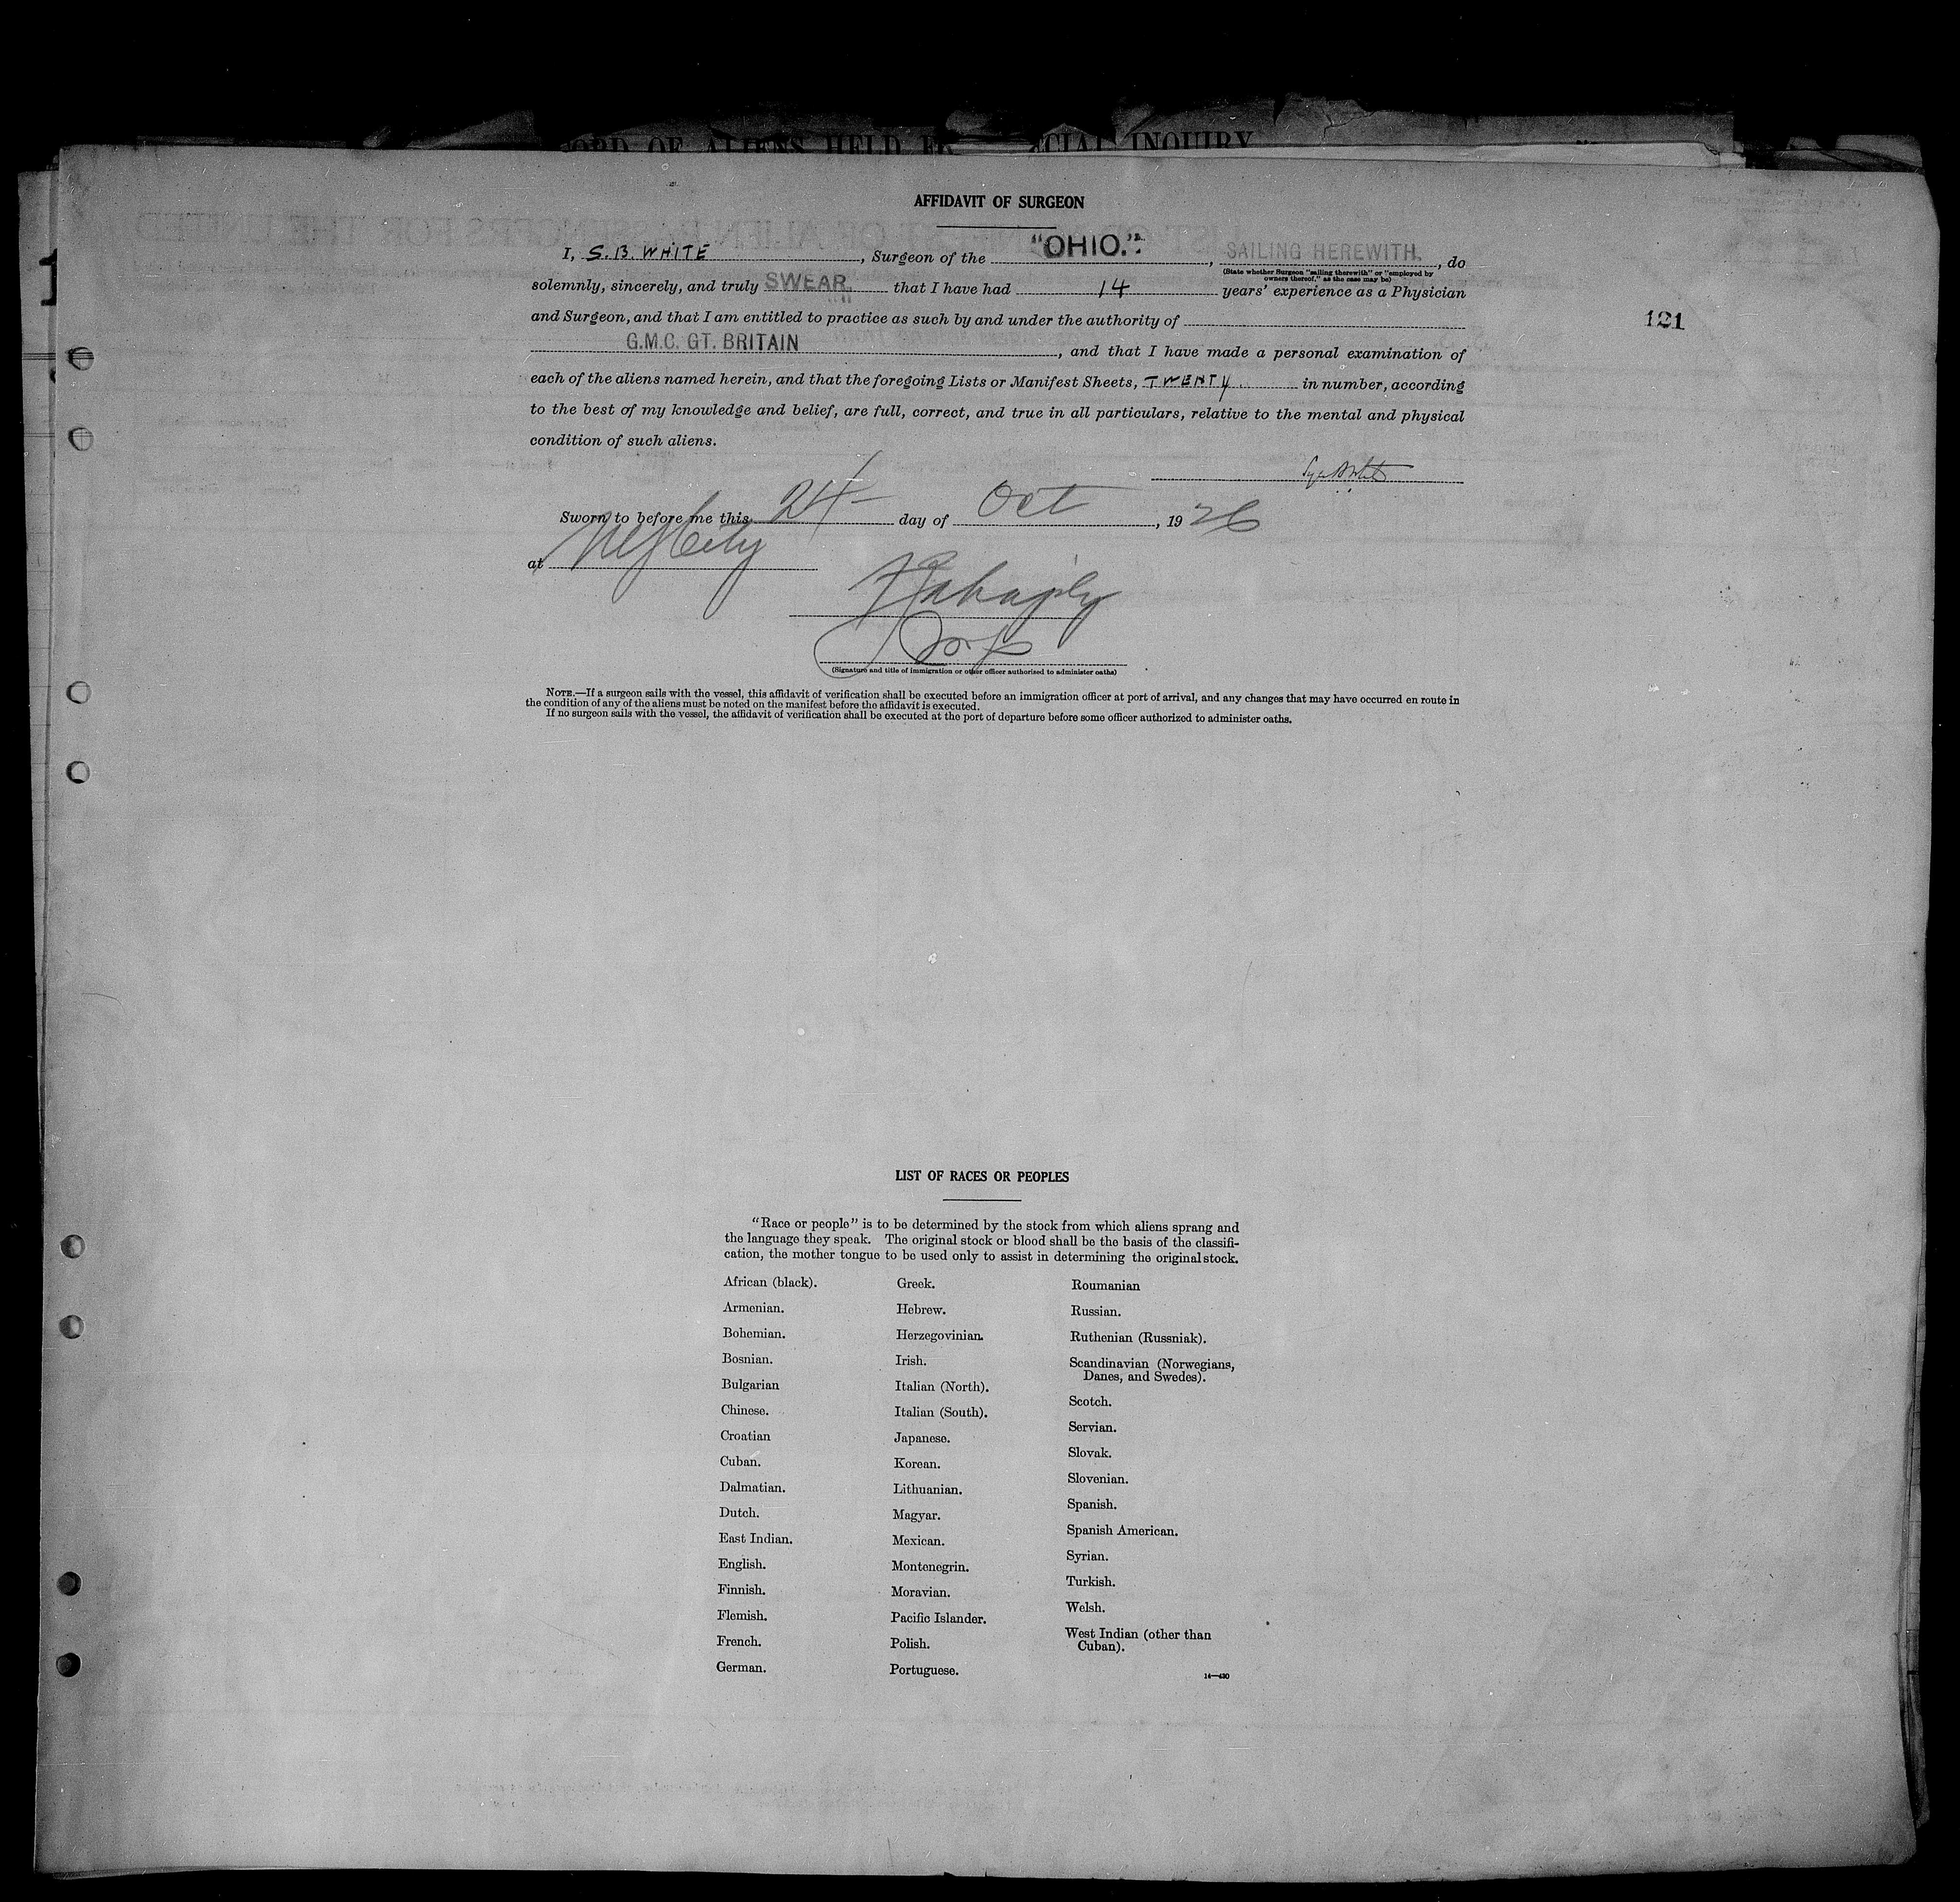 AFFIDAVIT OF SURGEON
I, S. B. WHITE, Surgeon of the "OHIO.", SAILING HEREWITH, do
(State whether Surgeon "sailing therewith" or "employed by
owners thereof," as the case may be)
solemnly, sincerely, and truly SWEAR. that I have had 14 years' experience as a Physician
and Surgeon, and that I am entitled to practice as such by and under the authority of
121
G.M.C. GT. BRITAIN, and that I have made a personal examination of
each of the aliens named herein, and that the foregoing Lists or Manifest Sheets, TWENTY in number, according
to the best of my knowledge and belief, are full, correct, and true in all particulars, relative to the mental and physical
condition of such aliens.
Sworn to before me this 24 day of Oct, 1926
at NY City
(Signature and title of immigration or other officer authorized to administer oaths)
NOTE.—If a surgeon sails with the vessel, this affidavit of verification shall be executed before an immigration officer at port of arrival, and any changes that may have occurred en route in
the condition of any of the aliens must be noted on the manifest before the affidavit is executed.
If no surgeon sails with the vessel, the affidavit of verification shall be executed at the port of departure before some officer authorized to administer oaths.
LIST OF RACES OR PEOPLES
"Race or people" is to be determined by the stock from which aliens sprang and
the language they speak. The original stock or blood shall be the basis of the classifi-
cation, the mother tongue to be used only to assist in determining the original stock.
African (black).
Armenian.
Bohemian.
Bosnian.
Bulgarian
Chinese.
Croatian
Cuban.
Dalmatian.
Dutch.
East Indian.
English.
Finnish.
Flemish.
French.
German.
Greek.
Hebrew.
Herzegovinian.
Irish.
Italian (North).
Italian (South).
Japanese.
Korean.
Lithuanian.
Magyar.
Mexican.
Montenegrin.
Moravian.
Pacific Islander.
Polish.
Portuguese.
Roumanian
Russian.
Ruthenian (Russniak).
Scandinavian (Norwegians,
Danes, and Swedes).
Scotch.
Servian.
Slovak.
Slovenian.
Spanish.
Spanish American.
Syrian.
Turkish.
Welsh.
West Indian (other than
Cuban).
14—430